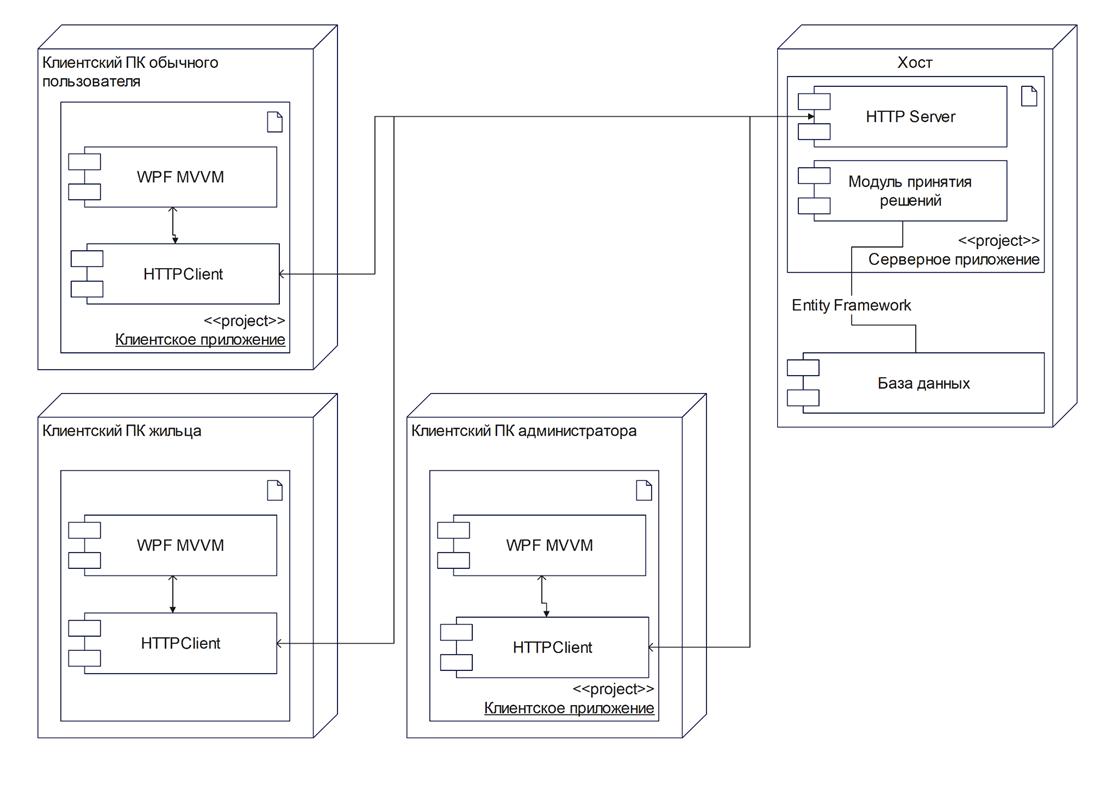 Клиентский ПК обычного
пользователя
WPF MVVM
HTTPClient
<<project>>
Клиентское приложение
Хост
HTTP Server
Модуль принятия
решений
<<project>>
Серверное приложение
Entity Framework
База данных
Клиентский ПК жильца
WPF MVVM
HTTPClient
Клиентский ПК администратора
WPF MVVM
HTTPClient
<<project>>
Клиентское приложение